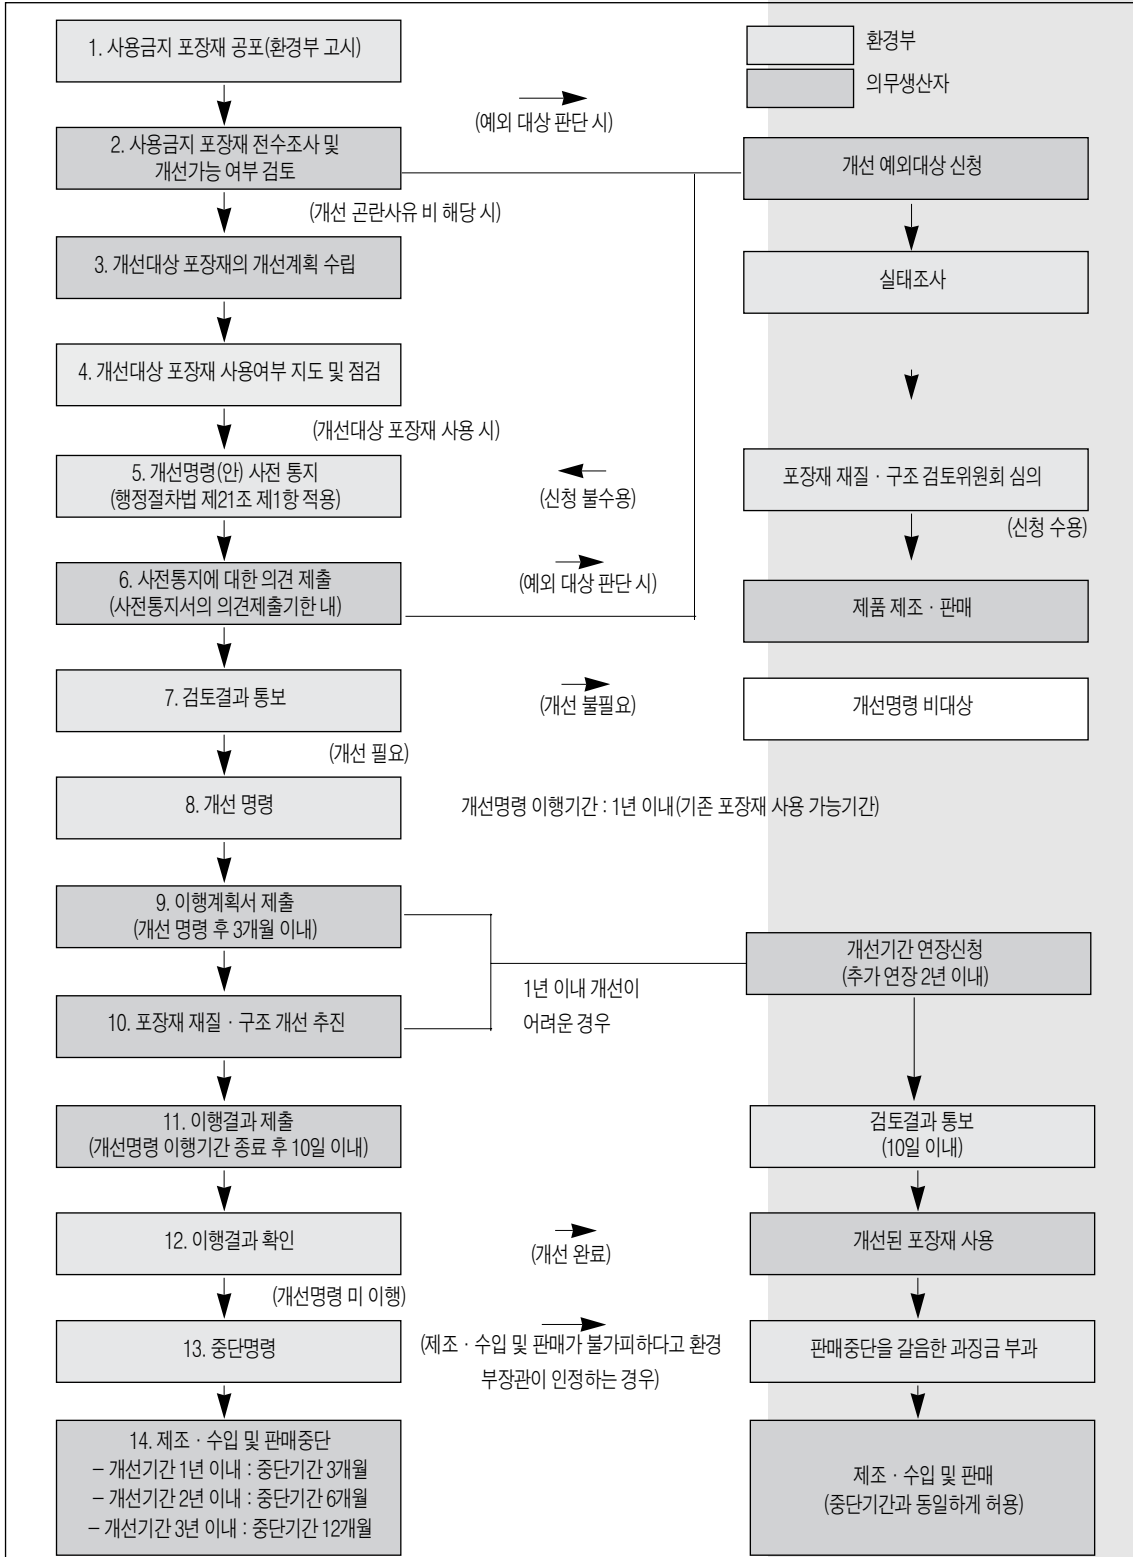 1. 사용금지 포장재 공포(환경부 고시)
환경부
의무생산자
(예외 대상 판단 시)
2. 사용금지 포장재 전수조사 및
개선가능 여부 검토
개선 예외대상 신청
(개선 곤란사유 비 해당 시)
3. 개선대상 포장재의 개선계획 수립
실태조사
4. 개선대상 포장재 사용여부 지도 및 점검
(개선대상 포장재 사용 시)
5. 개선명령(안) 사전 통지
(행정절차법 제21조 제1항 적용)
(신청 불수용)
포장재 재질 · 구조 검토위원회 심의
(신청 수용)
6. 사전통지에 대한 의견 제출
(사전통지서의 의견제출기한 내)
(예외 대상 판단 시)
제품 제조 · 판매
7. 검토결과 통보
(개선 불필요)
개선명령 비대상
(개선 필요)
8. 개선 명령
개선명령 이행기간 : 1년 이내(기존 포장재 사용 가능기간)
9. 이행계획서 제출
(개선 명령 후 3개월 이내)
개선기간 연장신청
(추가 연장 2년 이내)
1년 이내 개선이
어려운 경우
10. 포장재 재질 · 구조 개선 추진
11. 이행결과 제출
(개선명령 이행기간 종료 후 10일 이내)
검토결과 통보
(10일 이내)
12. 이행결과 확인
(개선 완료)
개선된 포장재 사용
(개선명령 미 이행)
13. 중단명령
(제조 · 수입 및 판매가 불가피하다고 환경
부장관이 인정하는 경우)
판매중단을 갈음한 과징금 부과
14. 제조 · 수입 및 판매중단
– 개선기간 1년 이내 : 중단기간 3개월
– 개선기간 2년 이내 : 중단기간 6개월
– 개선기간 3년 이내 : 중단기간 12개월
제조 · 수입 및 판매
(중단기간과 동일하게 허용)